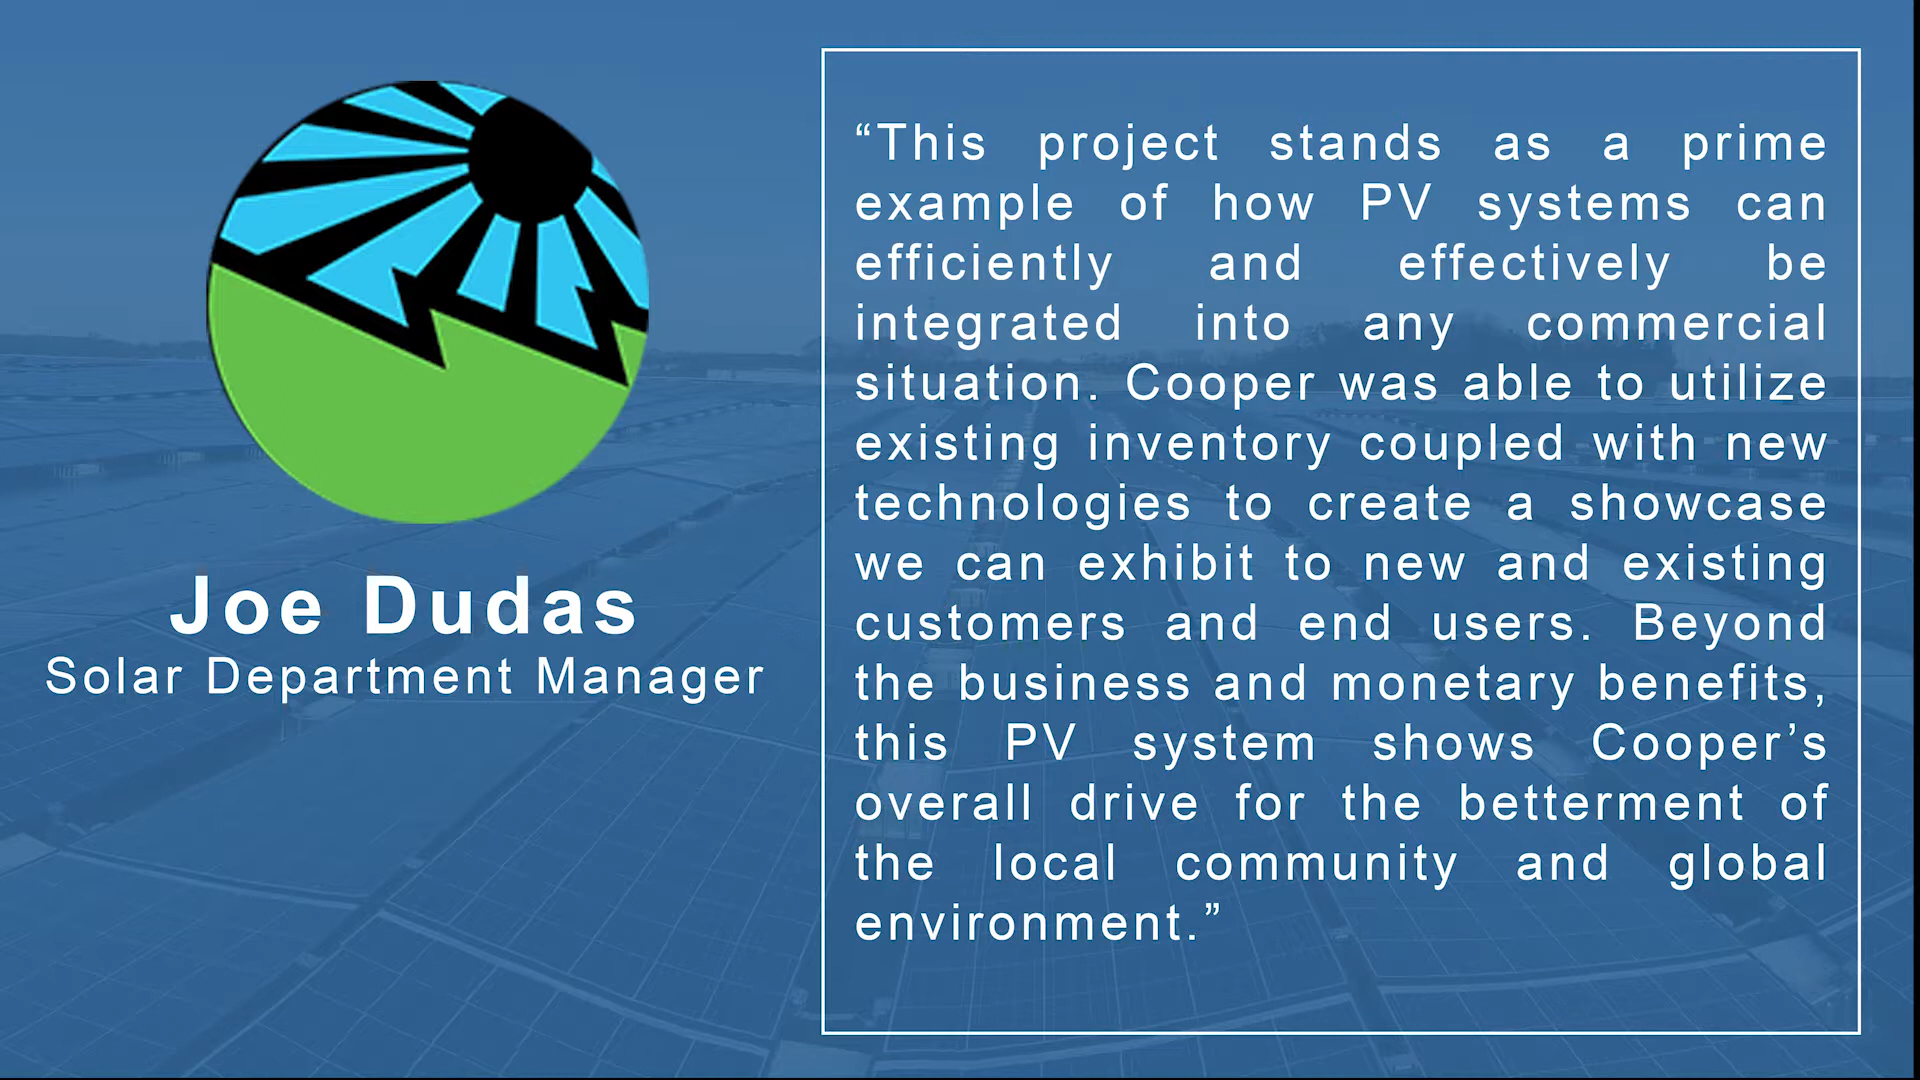 Joe Dudas
Solar Department Manager
“This project stands as a prime
example of how PV systems can
efficiently and effectively be
integrated into any commercial
situation. Cooper was able to utilize
existing inventory coupled with new
technologies to create a showcase
we can exhibit to new and existing
customers and end users. Beyond
the business and monetary benefits,
this PV system shows Cooper’s
overall drive for the betterment of
the local community and global
environment.”